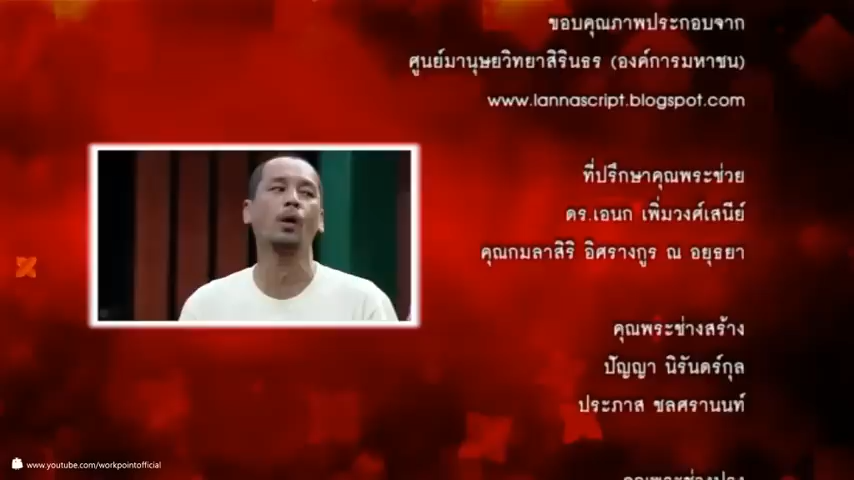 ขอบคุณภาพประกอบจาก
ศูนย์มานุษยวิทยาสิรินธร (องค์การมหาชน)
www.lannascript.blogspot.com
ที่ปรึกษาคุณพระช่วย
ดร.เอนก เพิ่มวงศ์เสนีย์
คุณกมลาสิริ อิศรางกูร ณ อยุธยา
คุณพระช่างสร้าง
ปัญญา นิรันดร์กุล
ประภาส ชลศรานนท์
www.youtube.com/workpointofficial